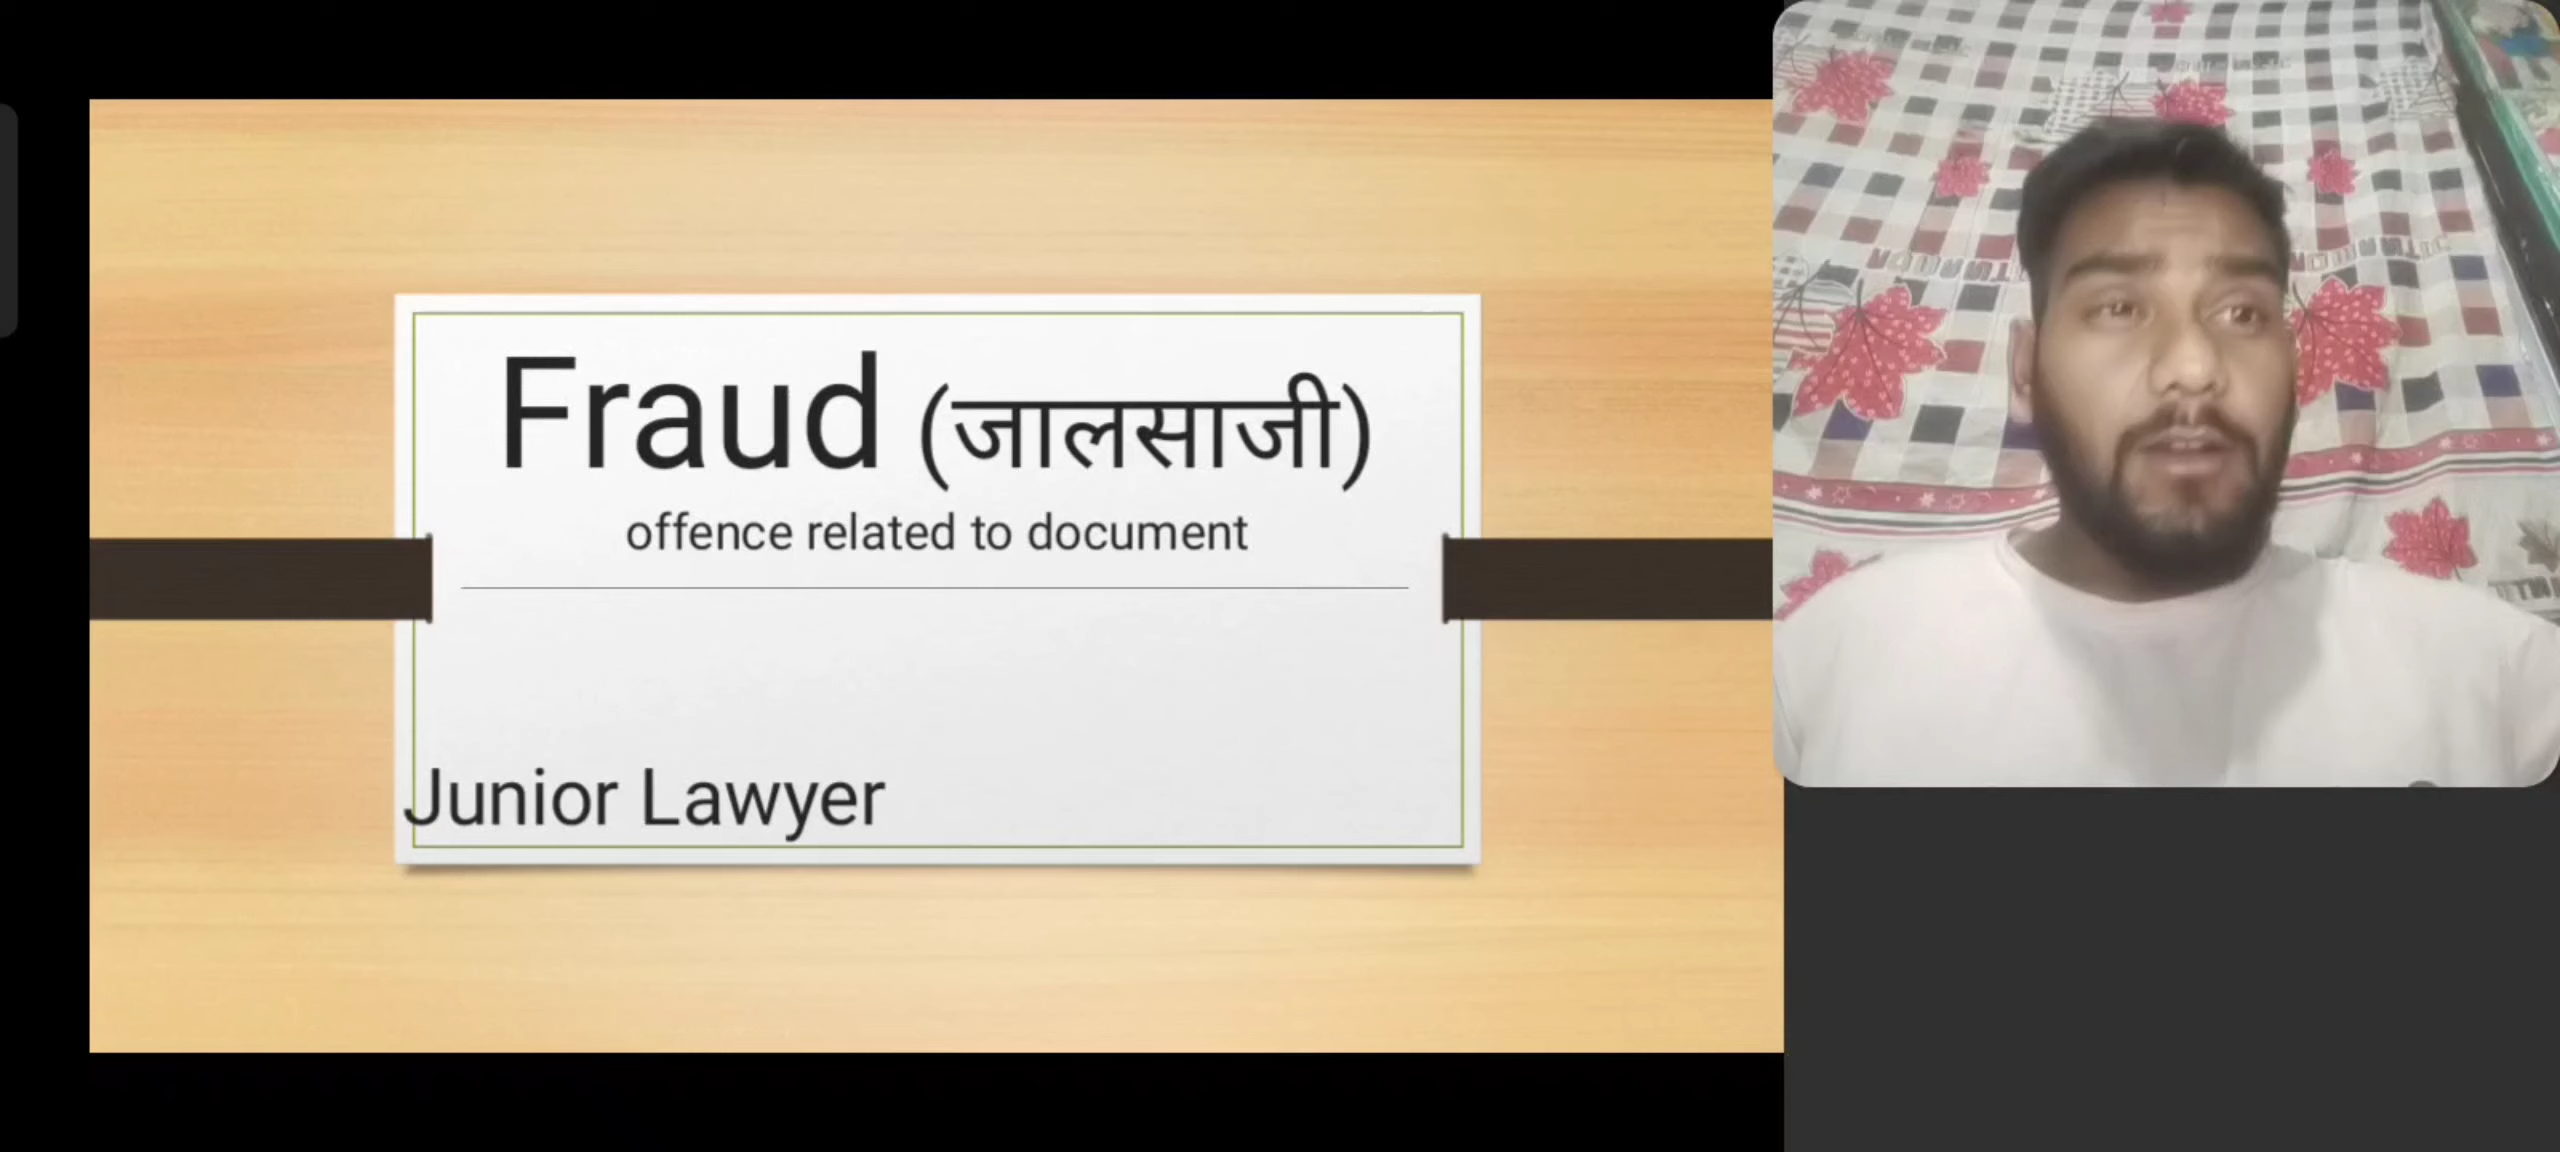 Fraud (जालसाजी)
offence related to document
Junior Lawyer